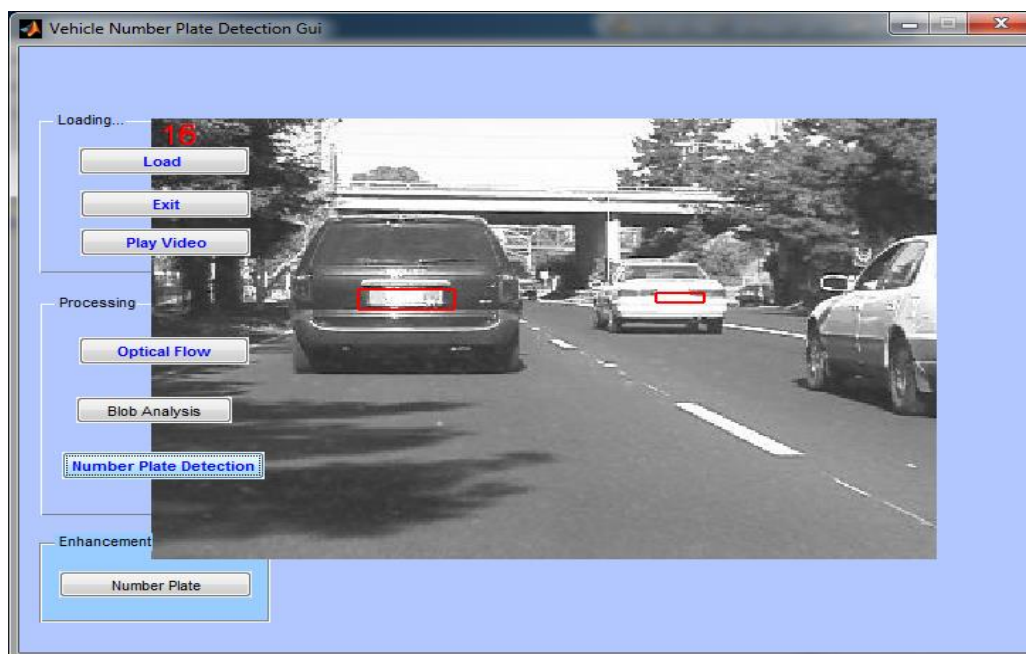 Vehicle Number Plate Detection Gui
Loading...
16
Load
Exit
Play Video
Processing
Optical Flow
Blob Analysis
Number Plate Detection
Enhancement
Number Plate